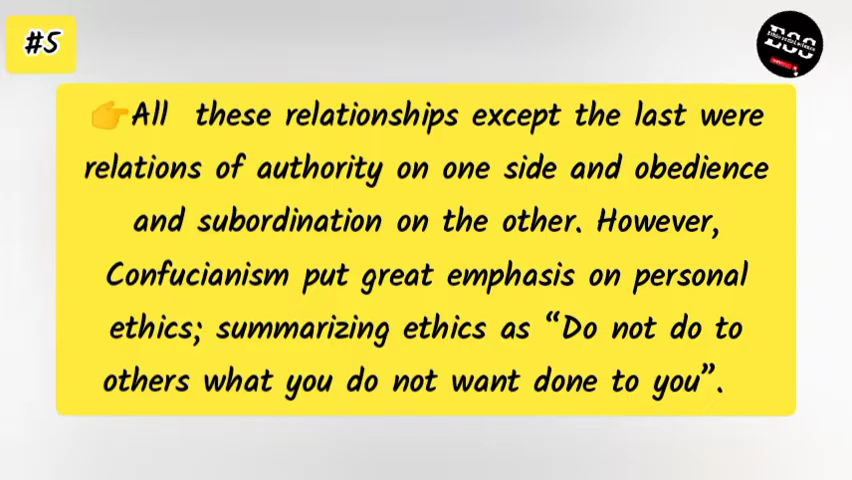 #5
ESS
👉All these relationships except the last were
relations of authority on one side and obedience
and subordination on the other. However,
Confucianism put great emphasis on personal
ethics; summarizing ethics as “Do not do to
others what you do not want done to you”.